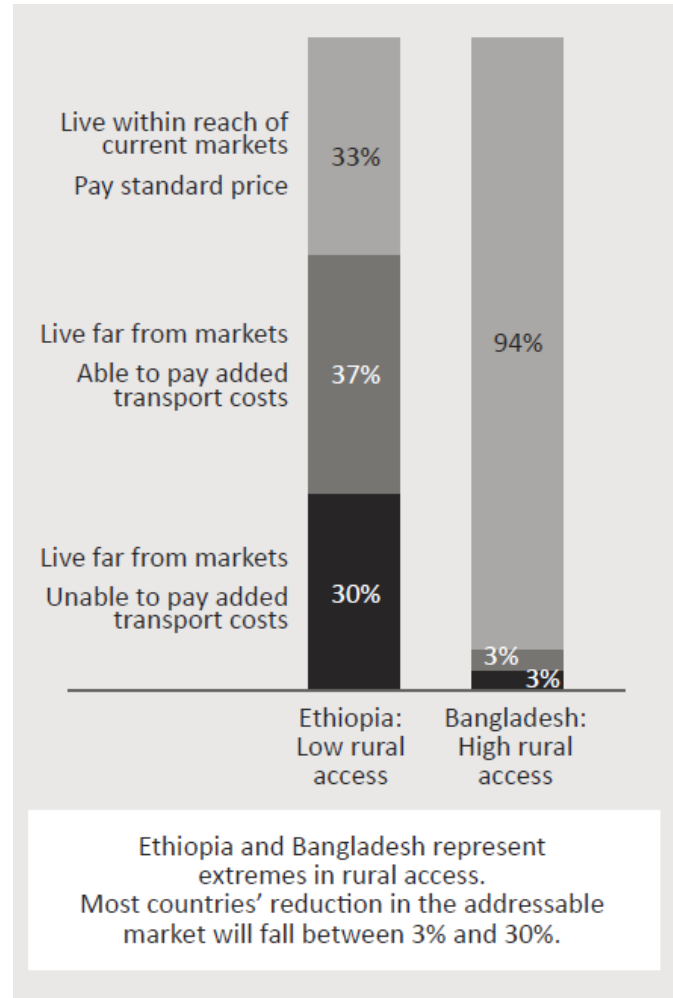 Live within reach of
current markets
Pay standard price
33%
Live far from markets
Able to pay added
transport costs
37%
94%
Live far from markets
Unable to pay added
transport costs
30%
3%
3%
Ethiopia:
Low rural
access
Bangladesh:
High rural
access
Ethiopia and Bangladesh represent
extremes in rural access.
Most countries’ reduction in the addressable
market will fall between 3% and 30%.